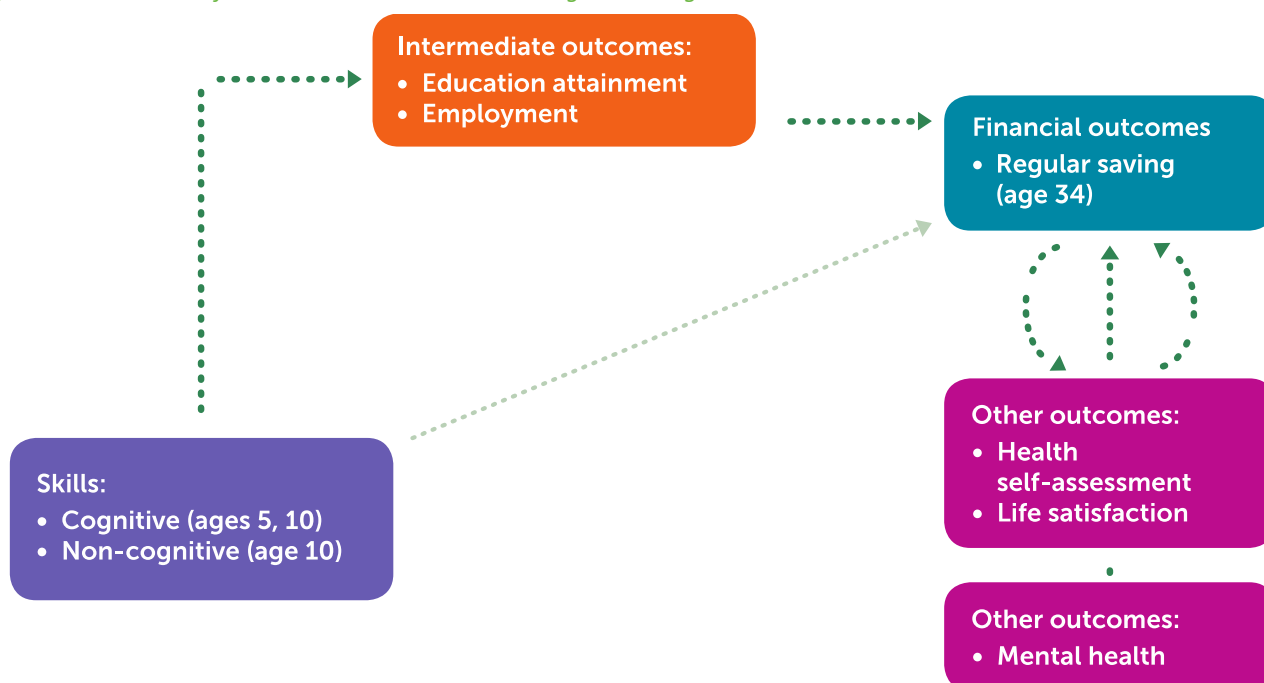 Intermediate outcomes:
• Education attainment
• Employment
Financial outcomes
• Regular saving
(age 34)
Skills:
• Cognitive (ages 5, 10)
• Non-cognitive (age 10)
Other outcomes:
• Health
self-assessment
• Life satisfaction
Other outcomes:
• Mental health